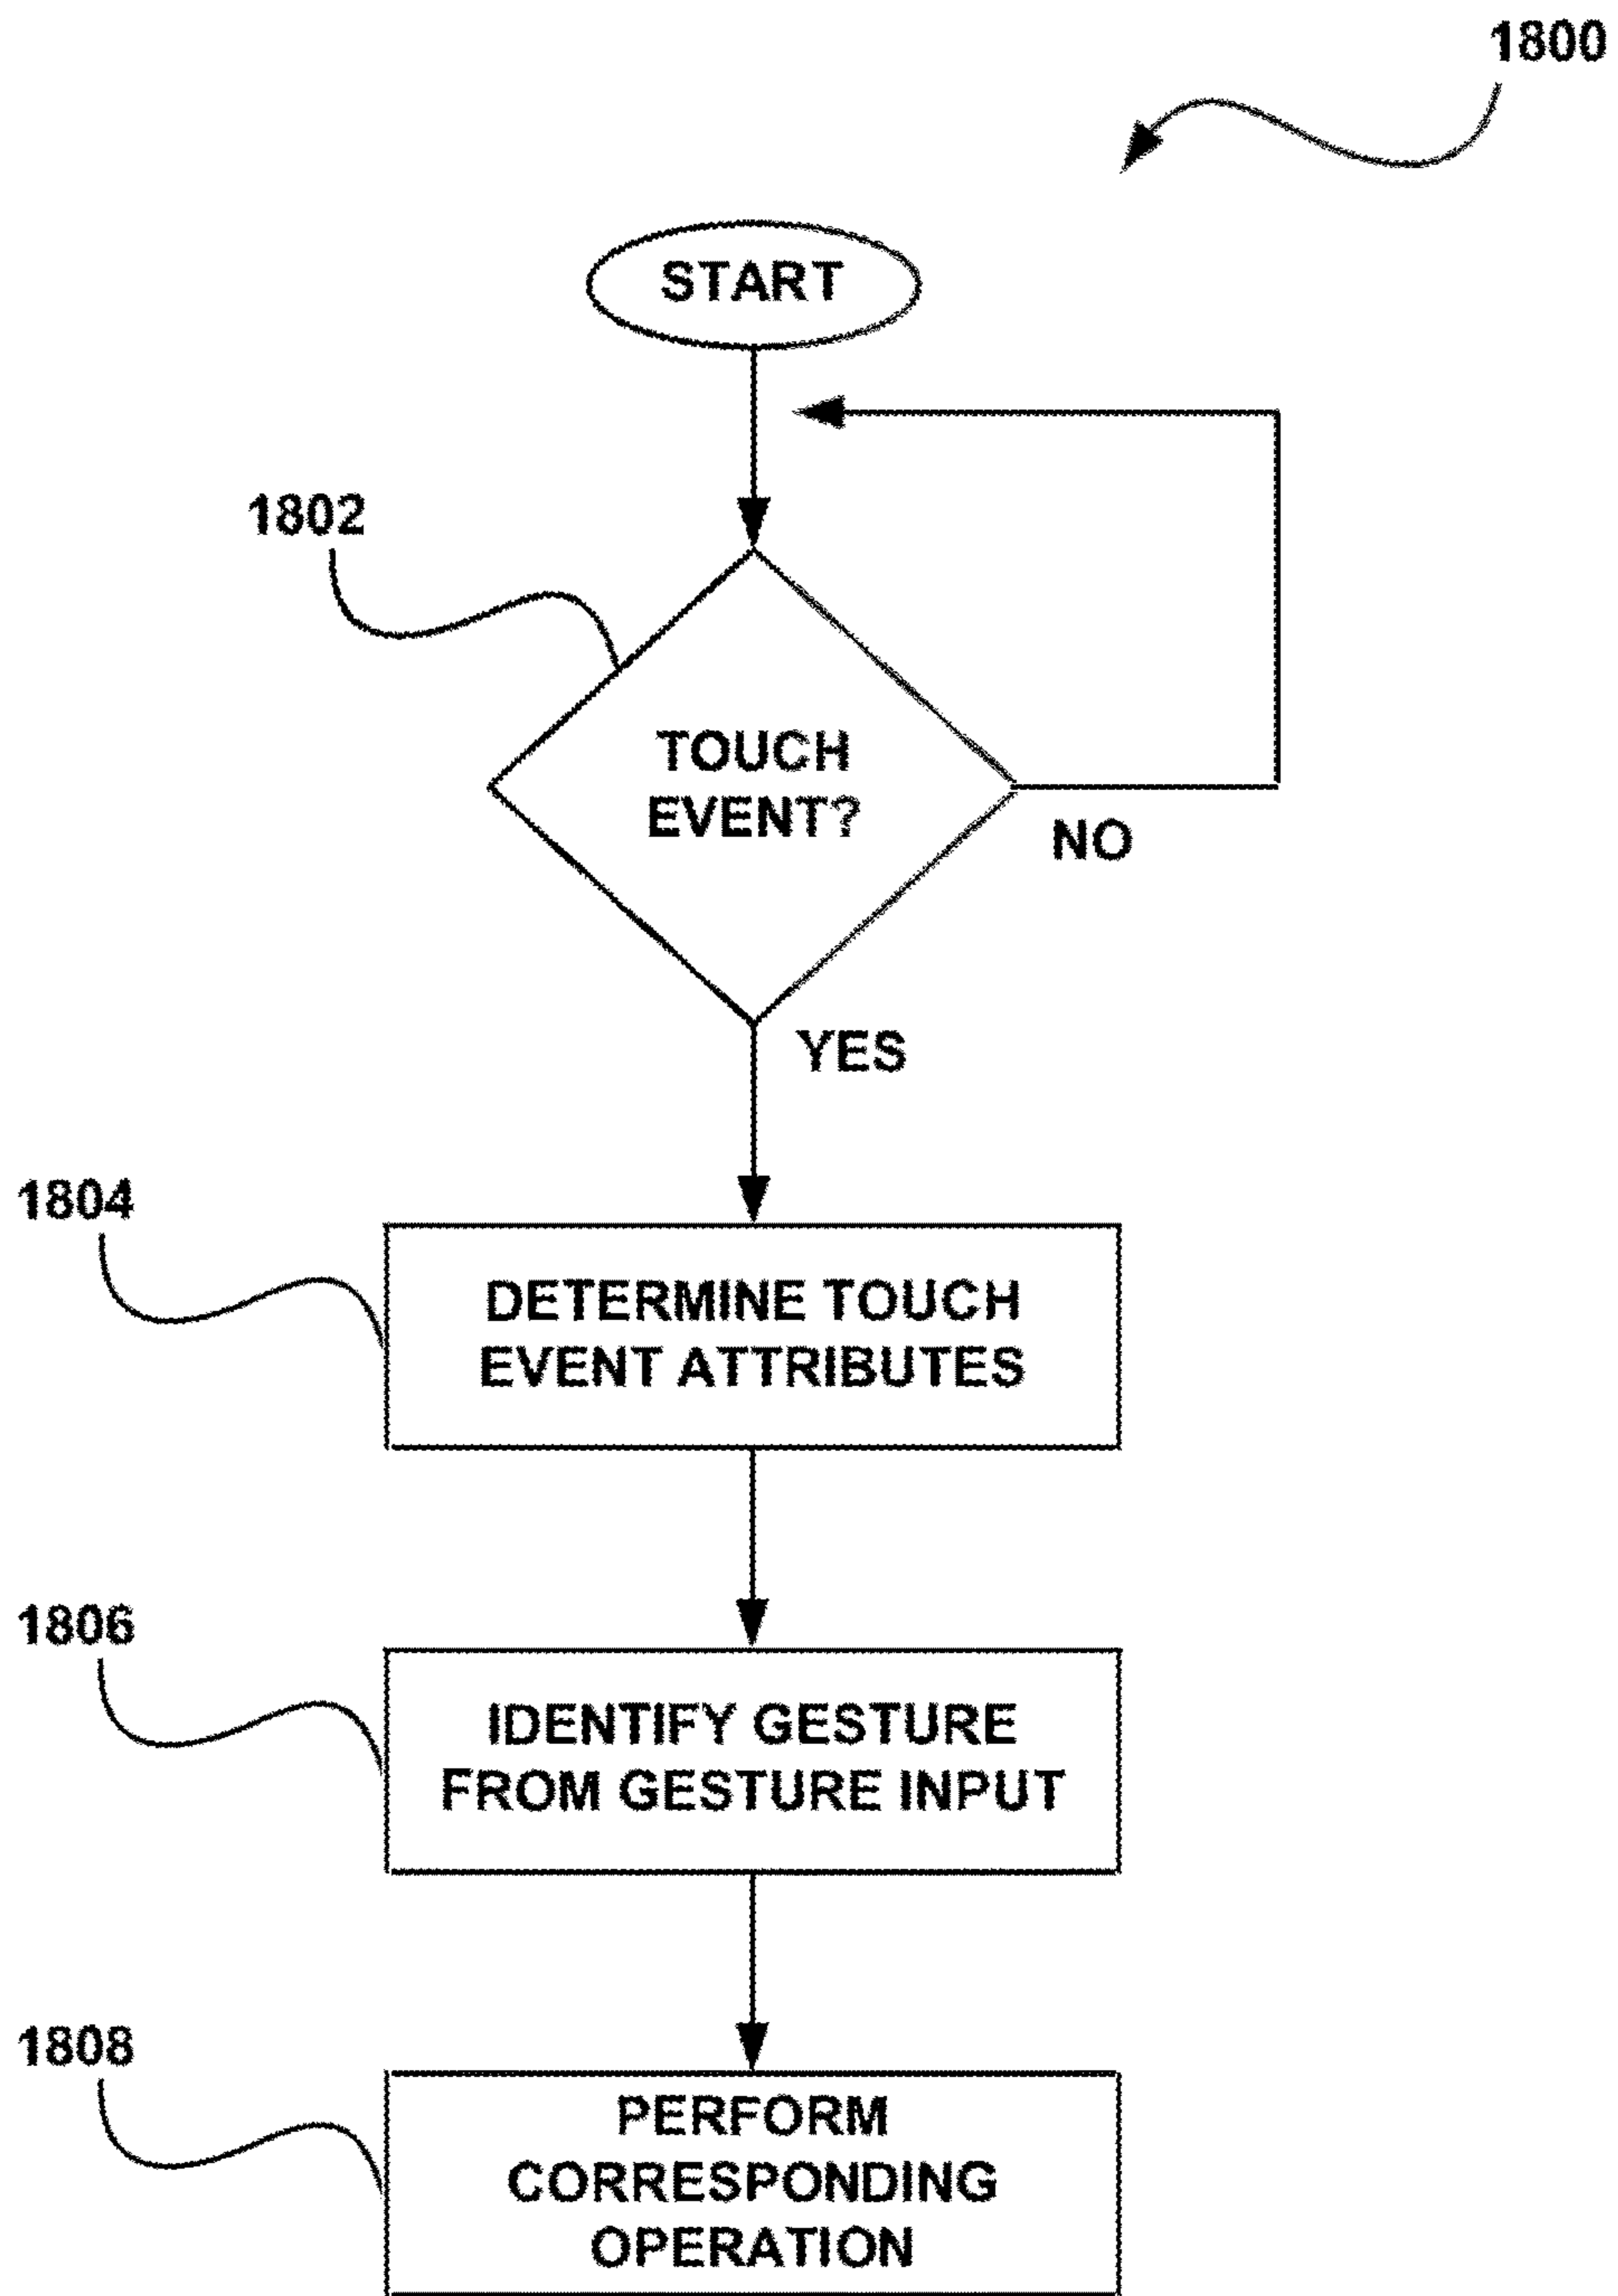 1800
START
1802
TOUCH
EVENT?
NO
YES
1804
DETERMINE TOUCH
EVENT ATTRIBUTES
1806
IDENTIFY GESTURE
FROM GESTURE INPUT
1808
PERFORM
CORRESPONDING
OPERATION